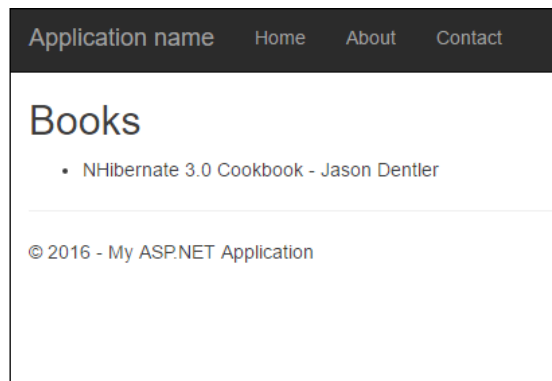 Application name Home About Contact
Books
• NHibernate 3.0 Cookbook - Jason Dentler
© 2016 - My ASP.NET Application